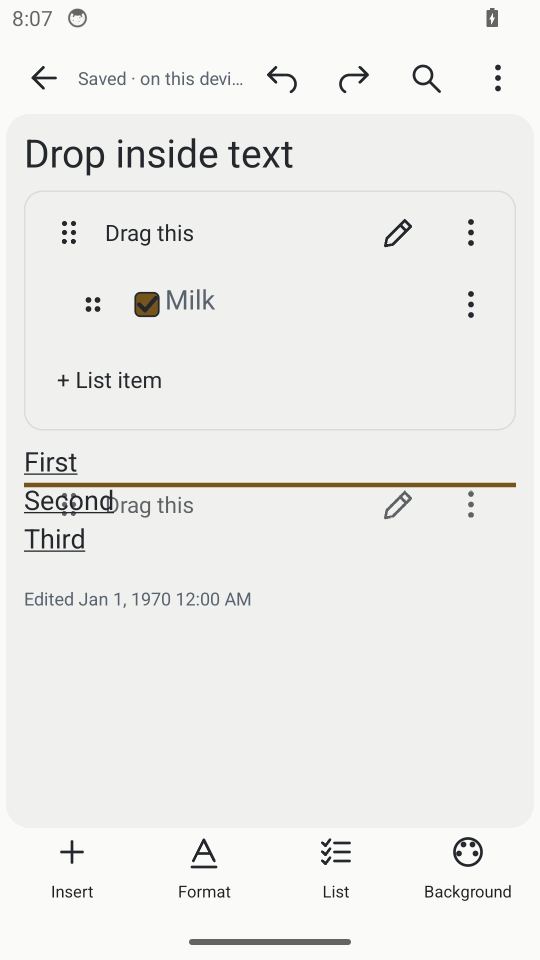 8:07
Saved · on this devi...
Drop inside text
Drag this
Milk
+ List item
First
Second
Drag this
Third
Edited Jan 1, 1970 12:00 AM
Insert
Format
List
Background